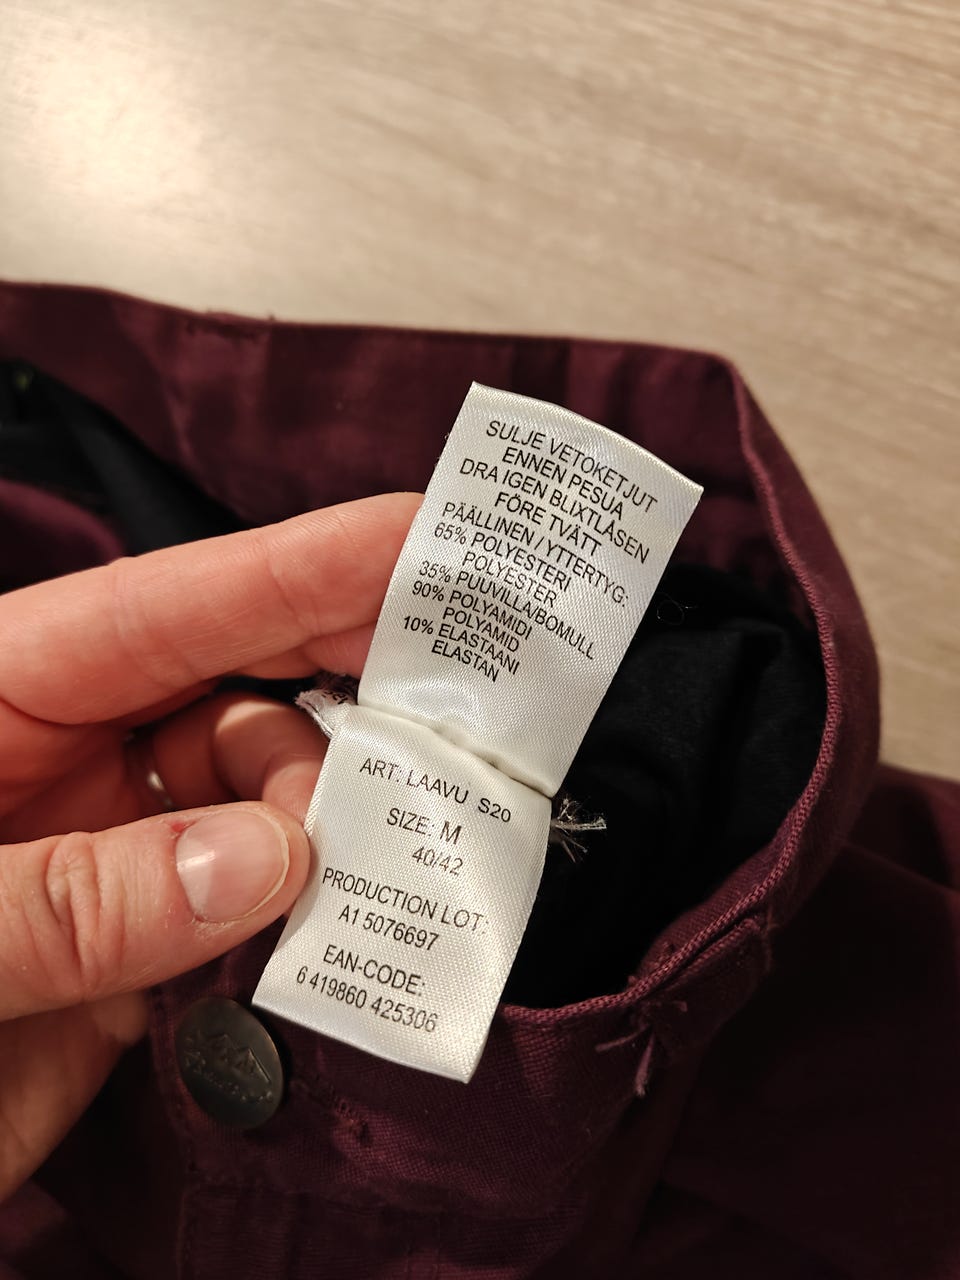 SULJE VETOKETJUT
ENNEN PESUA
DRA IGEN BLIXTLÅSEN
FÖRE TVÄTT
PÄÄLLINEN / YTTERTYG:
65% POLYESTERI
POLYESTER
35% PUUVILLA/BOMULL
90% POLYAMIDI
POLYAMID
10% ELASTAANI
ELASTAN
ART: LAAVU S20
SIZE: M
40/42
PRODUCTION LOT:
A1 5076697
EAN-CODE:
6 419860 425306